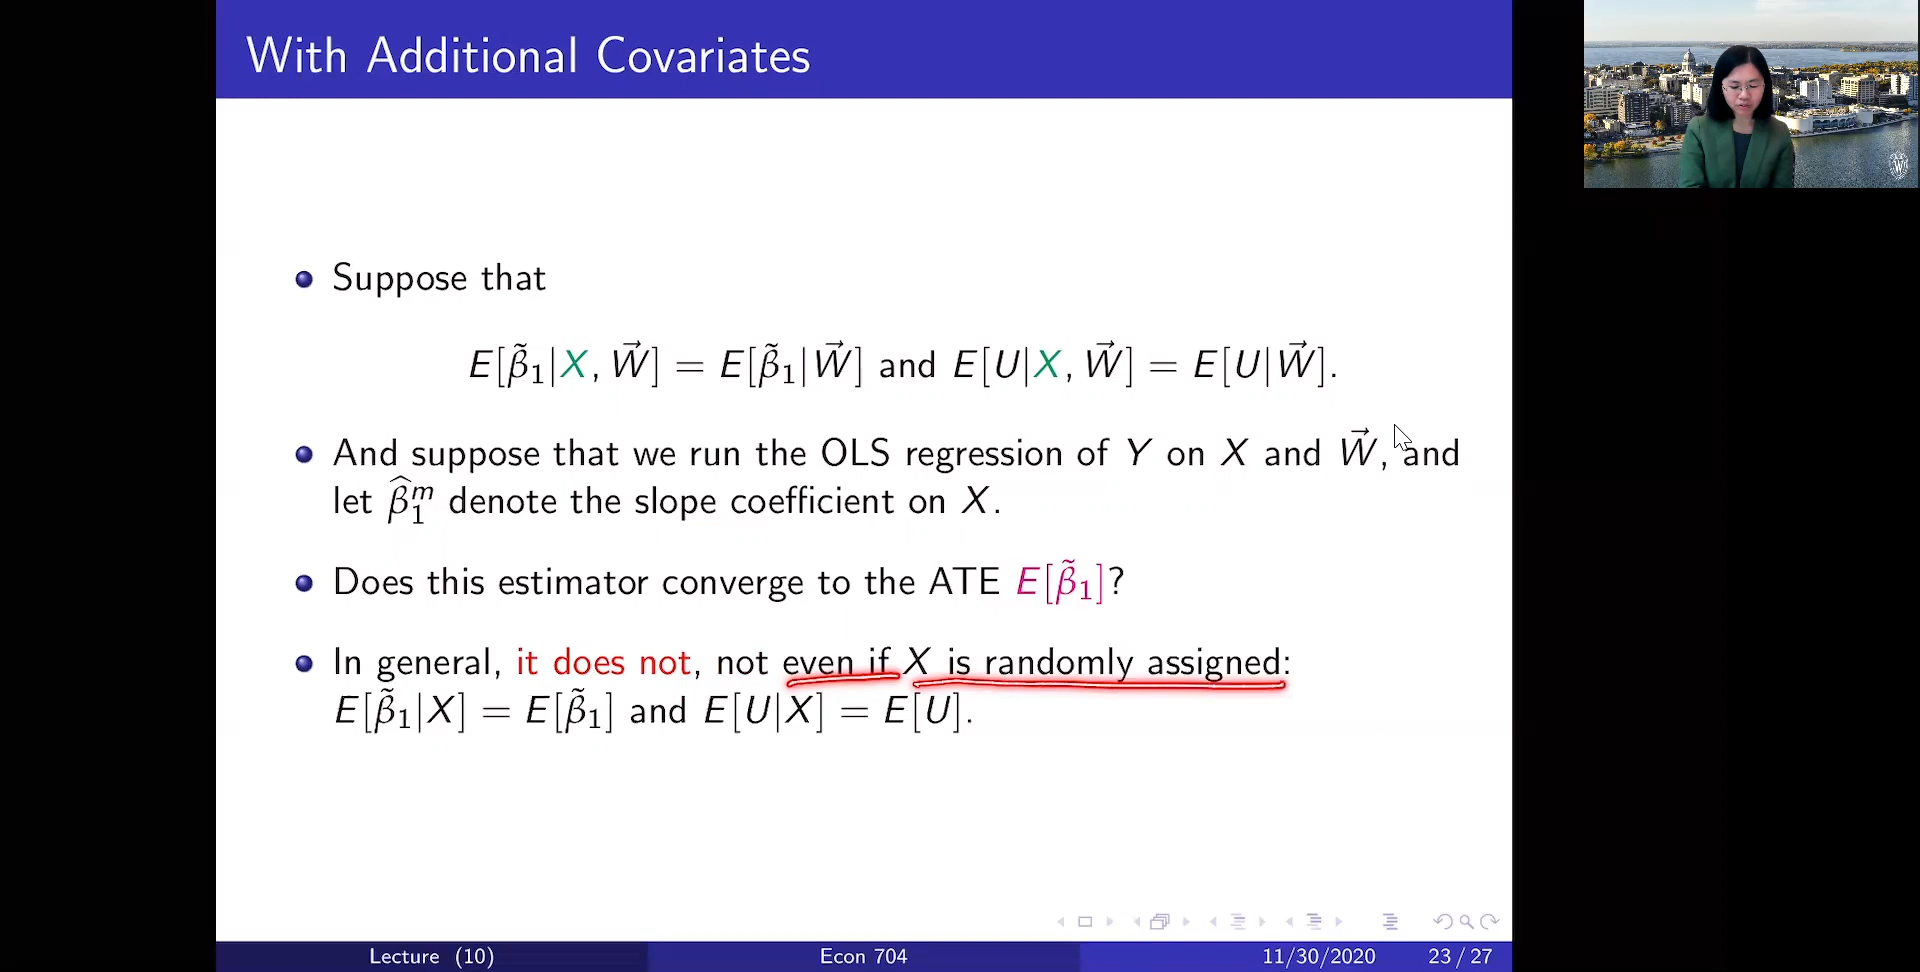 With Additional Covariates
Suppose that
E[β̃₁|X, W⃗] = E[β̃₁|W⃗] and E[U|X, W⃗] = E[U|W⃗].
And suppose that we run the OLS regression of Y on X and W⃗, and
let β̂₁ᵐ denote the slope coefficient on X.
Does this estimator converge to the ATE E[β̃₁]?
In general, it does not, not even if X is randomly assigned:
E[β̃₁|X] = E[β̃₁] and E[U|X] = E[U].
Lecture (10) Econ 704 11/30/2020 23 / 27
W